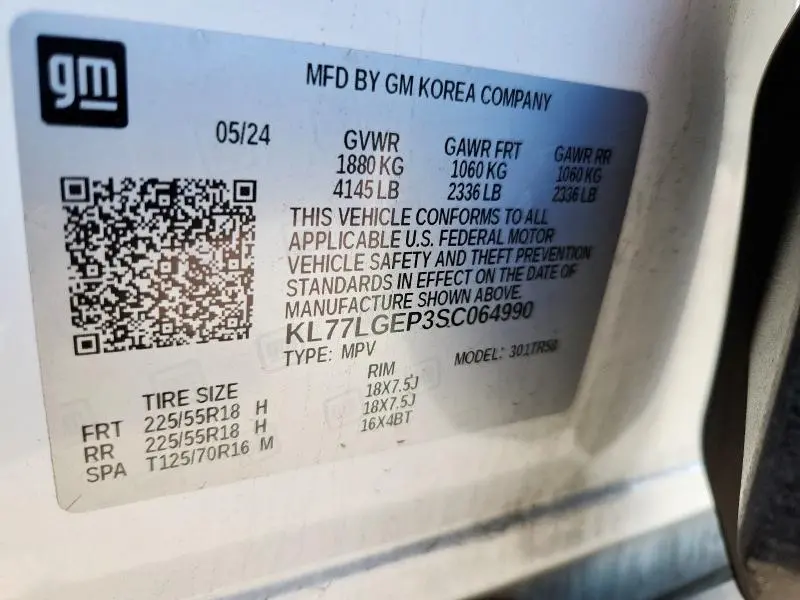 gm
MFD BY GM KOREA COMPANY
05/24 GVWR GAWR FRT GAWR RR
1880 KG 1060 KG 1060 KG
4145 LB 2336 LB 2336 LB
THIS VEHICLE CONFORMS TO ALL
APPLICABLE U.S. FEDERAL MOTOR
VEHICLE SAFETY AND THEFT PREVENTION
STANDARDS IN EFFECT ON THE DATE OF
MANUFACTURE SHOWN ABOVE.
KL77LGEP3SC064990
TYPE: MPV MODEL: 301TR58
TIRE SIZE RIM
FRT 225/55R18 H 18X7.5J
RR 225/55R18 H 18X7.5J
SPA T125/70R16 M 16X4BT